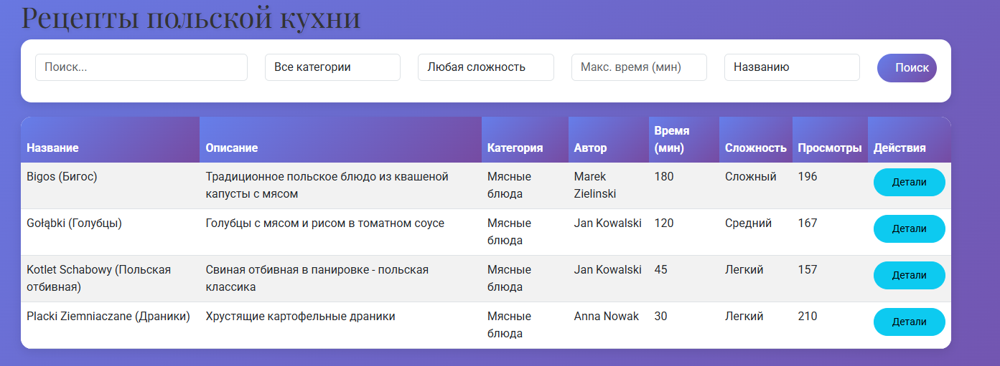 Рецепты польской кухни
Поиск... Все категории Любая сложность Макс. время (мин) Названию Поиск
Название Описание Категория Автор Время (мин) Сложность Просмотры Действия
Bigos (Бигос) Традиционное польское блюдо из квашеной капусты с мясом Мясные блюда Marek Zielinski 180 Сложный 196 Детали
Gołąbki (Голубцы) Голубцы с мясом и рисом в томатном соусе Мясные блюда Jan Kowalski 120 Средний 167 Детали
Kotlet Schabowy (Польская отбивная) Свиная отбивная в панировке - польская классика Мясные блюда Jan Kowalski 45 Легкий 157 Детали
Placki Ziemniaczane (Драники) Хрустящие картофельные драники Мясные блюда Anna Nowak 30 Легкий 210 Детали